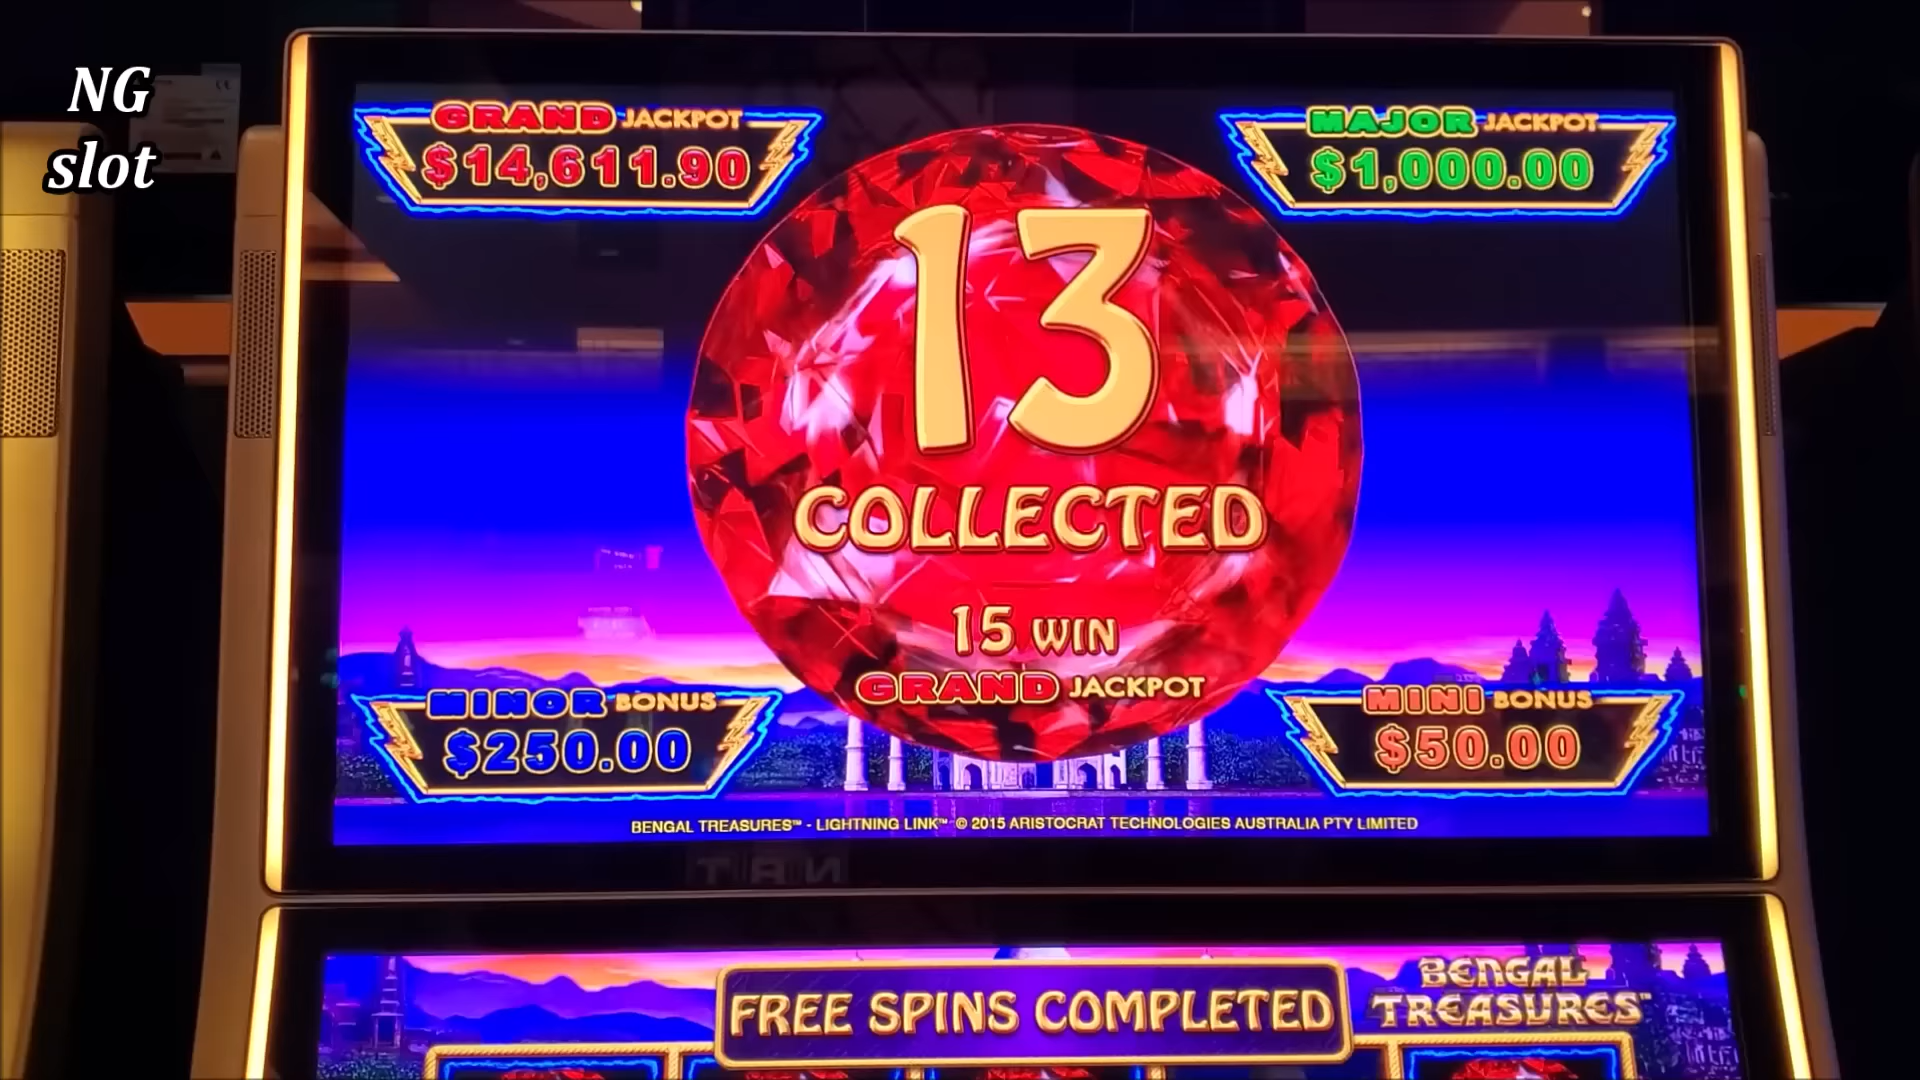 NG
slot
GRAND JACKPOT
$14,611.90
MAJOR JACKPOT
$1,000.00
13
COLLECTED
15 WIN
GRAND JACKPOT
MINOR BONUS
$250.00
MINI BONUS
$50.00
BENGAL TREASURES™ - LIGHTNING LINK™ © 2015 ARISTOCRAT TECHNOLOGIES AUSTRALIA PTY LIMITED
FREE SPINS COMPLETED
BENGAL
TREASURES™